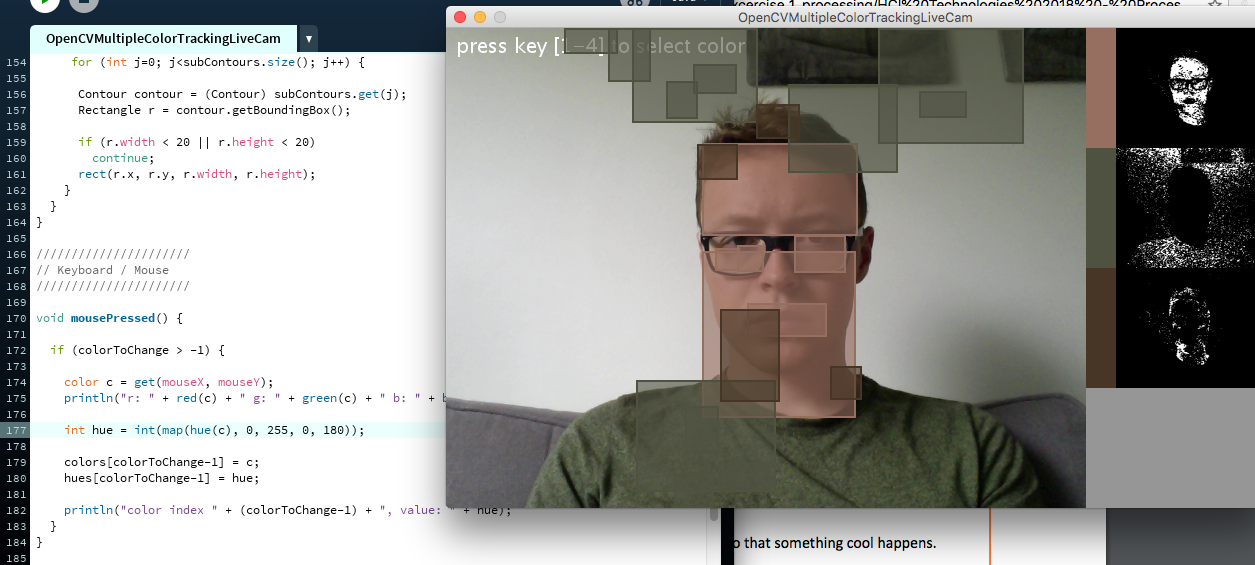 xcercise 1 processing/HCI%20Technologies%202018%20-%20Proces
OpenCVMultipleColorTrackingLiveCam
OpenCVMultipleColorTrackingLiveCam
press key [1-4] to select color
154 for (int j=0; j<subContours.size(); j++) {
155
156 Contour contour = (Contour) subContours.get(j);
157 Rectangle r = contour.getBoundingBox();
158
159 if (r.width < 20 || r.height < 20)
160 continue;
161 rect(r.x, r.y, r.width, r.height);
162 }
163 }
164 }
165
166 //////////////////////
167 // Keyboard / Mouse
168 //////////////////////
169
170 void mousePressed() {
171
172 if (colorToChange > -1) {
173
174 color c = get(mouseX, mouseY);
175 println("r: " + red(c) + " g: " + green(c) + " b: " + b
176
177 int hue = int(map(hue(c), 0, 255, 0, 180));
178
179 colors[colorToChange-1] = c;
180 hues[colorToChange-1] = hue;
181
182 println("color index " + (colorToChange-1) + ", value: " + hue);
183 }
184 }
185
o that something cool happens.